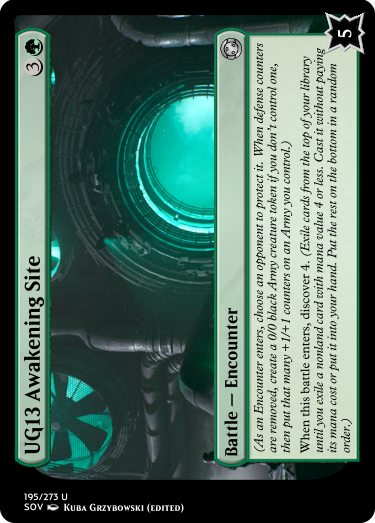 UG13 Awakening Site
3
Battle — Encounter
(As an Encounter enters, choose an opponent to protect it. When defense counters
are removed, create a 0/0 black Army creature token if you don't control one,
then put that many +1/+1 counters on an Army you control.)
When this battle enters, discover 4. (Exile cards from the top of your library
until you exile a nonland card with mana value 4 or less. Cast it without paying
its mana cost or put it into your hand. Put the rest on the bottom in a random
order.)
5
195/273 U
SOV Kuba Grzybowski (edited)